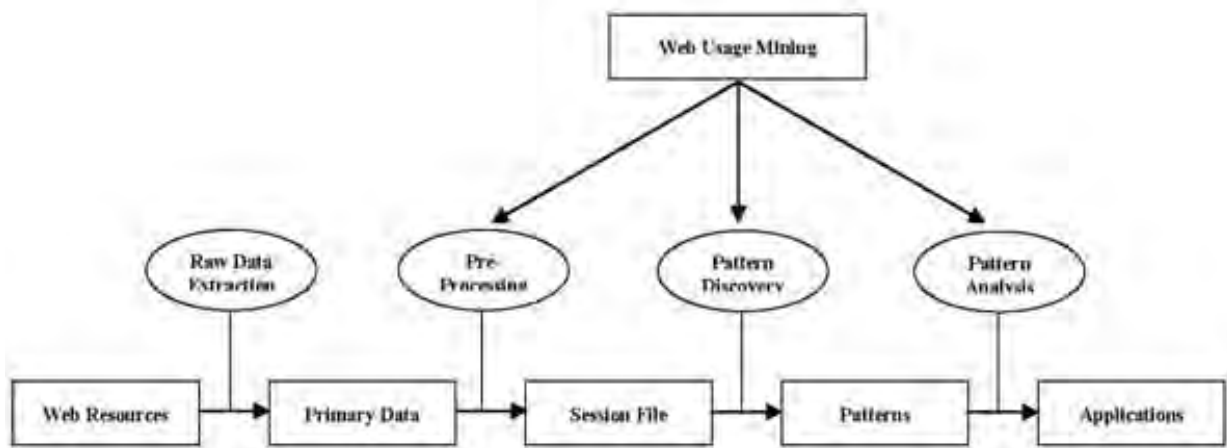 Web Usage Mining
Raw Data
Extraction
Pre-
Processing
Pattern
Discovery
Pattern
Analysis
Web Resources
Primary Data
Session File
Patterns
Applications